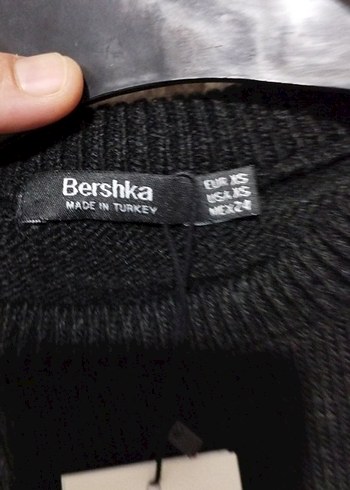 Bershka
MADE IN TURKEY
EUR XS
USA XS
MEX 24